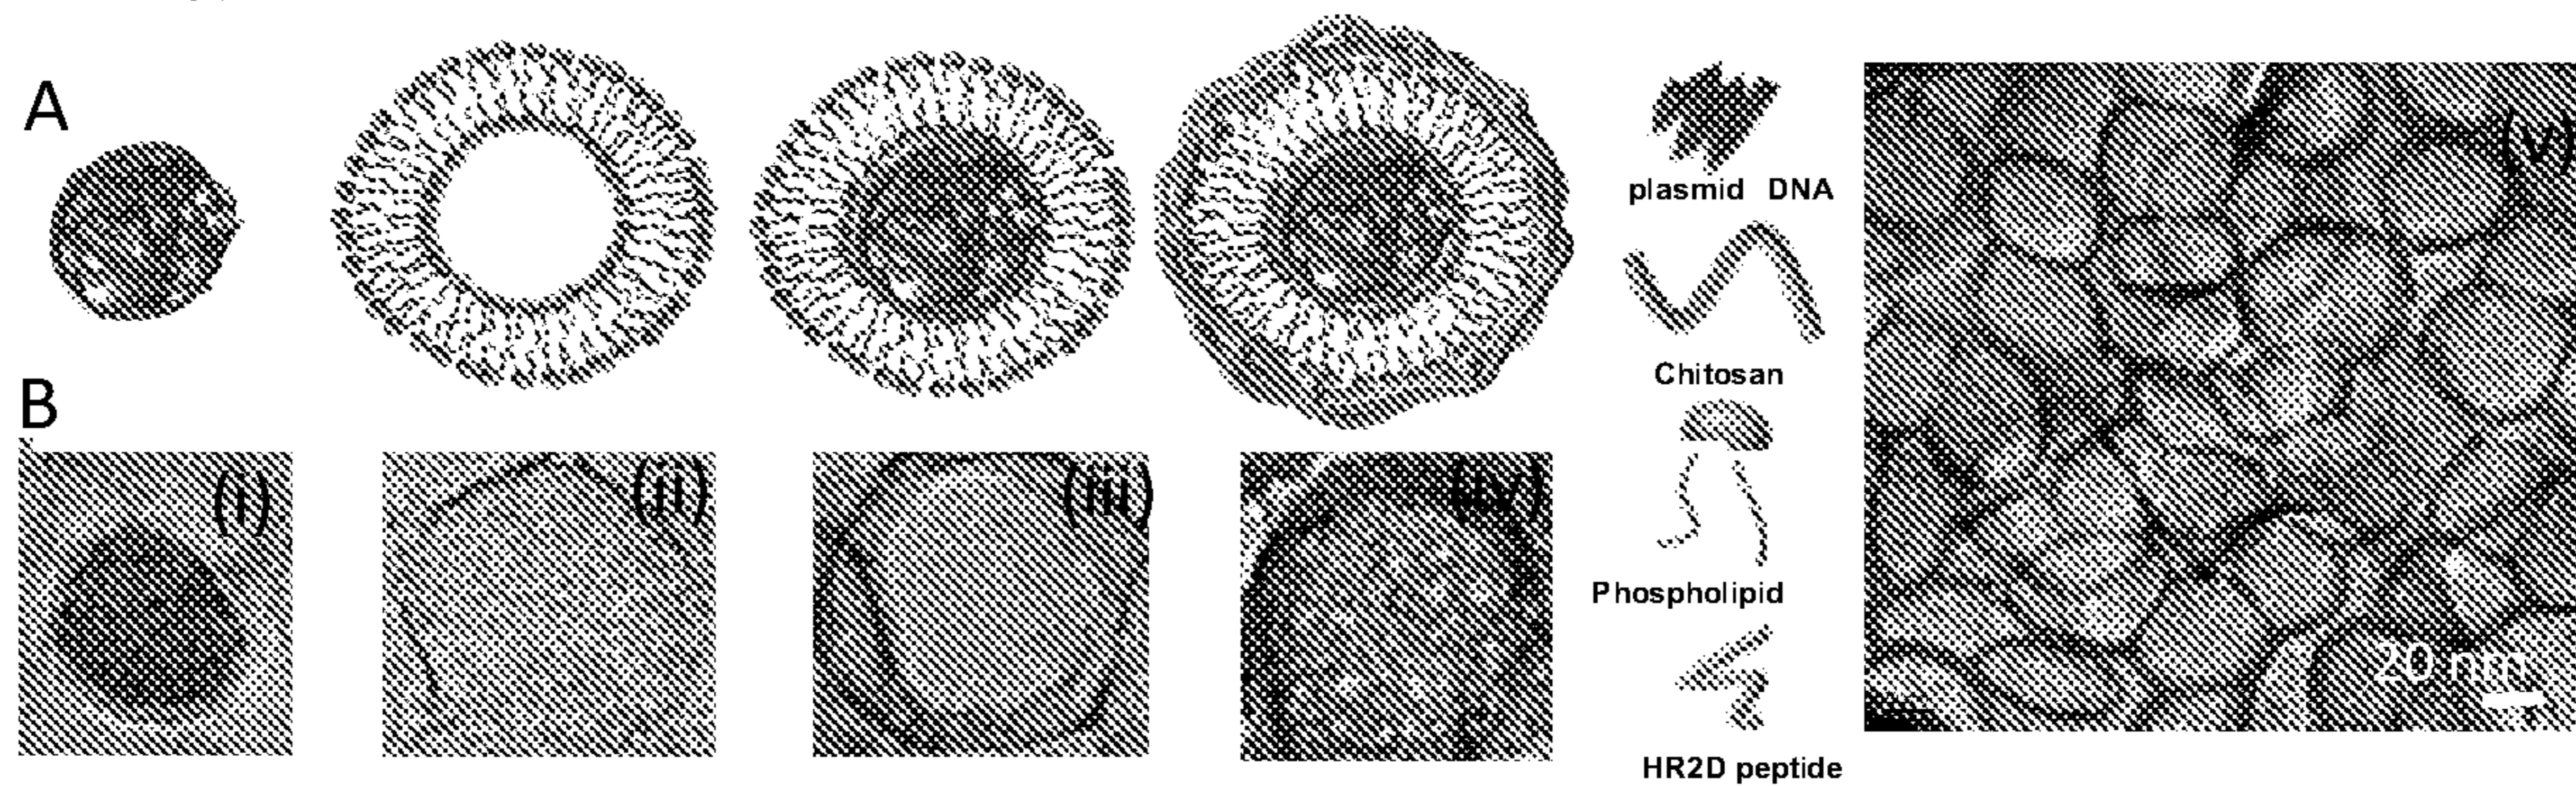 A
plasmid DNA
Chitosan
Phospholipid
HR2D peptide
B
(i)
(ii)
(iii)
(iv)
(v)
20 nm